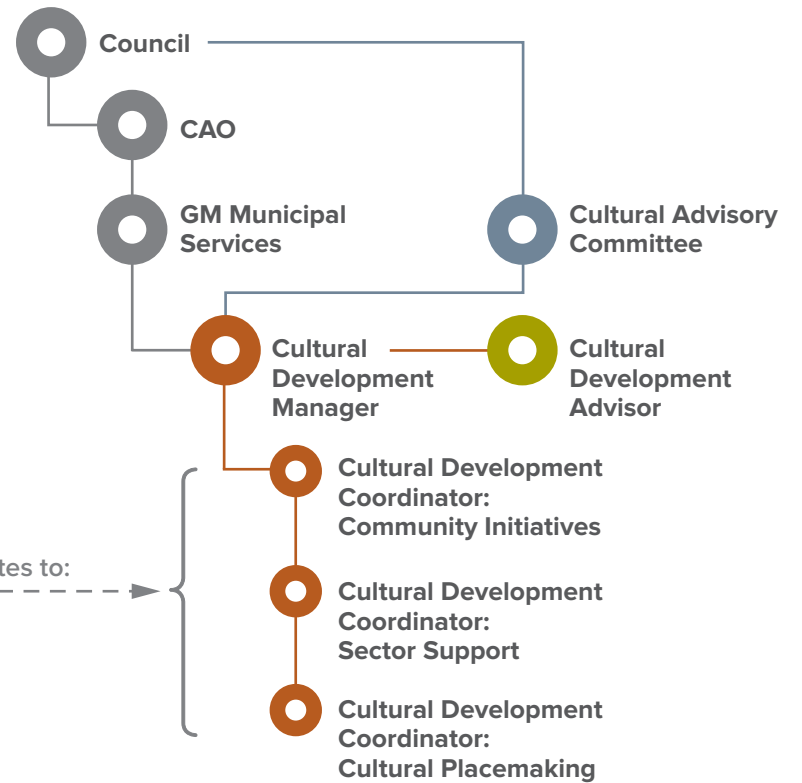 Council
CAO
GM Municipal
Services
Cultural Advisory
Committee
Cultural
Development
Manager
Cultural
Development
Advisor
Cultural Development
Coordinator:
Community Initiatives
to:
Cultural Development
Coordinator:
Sector Support
Cultural Development
Coordinator:
Cultural Placemaking